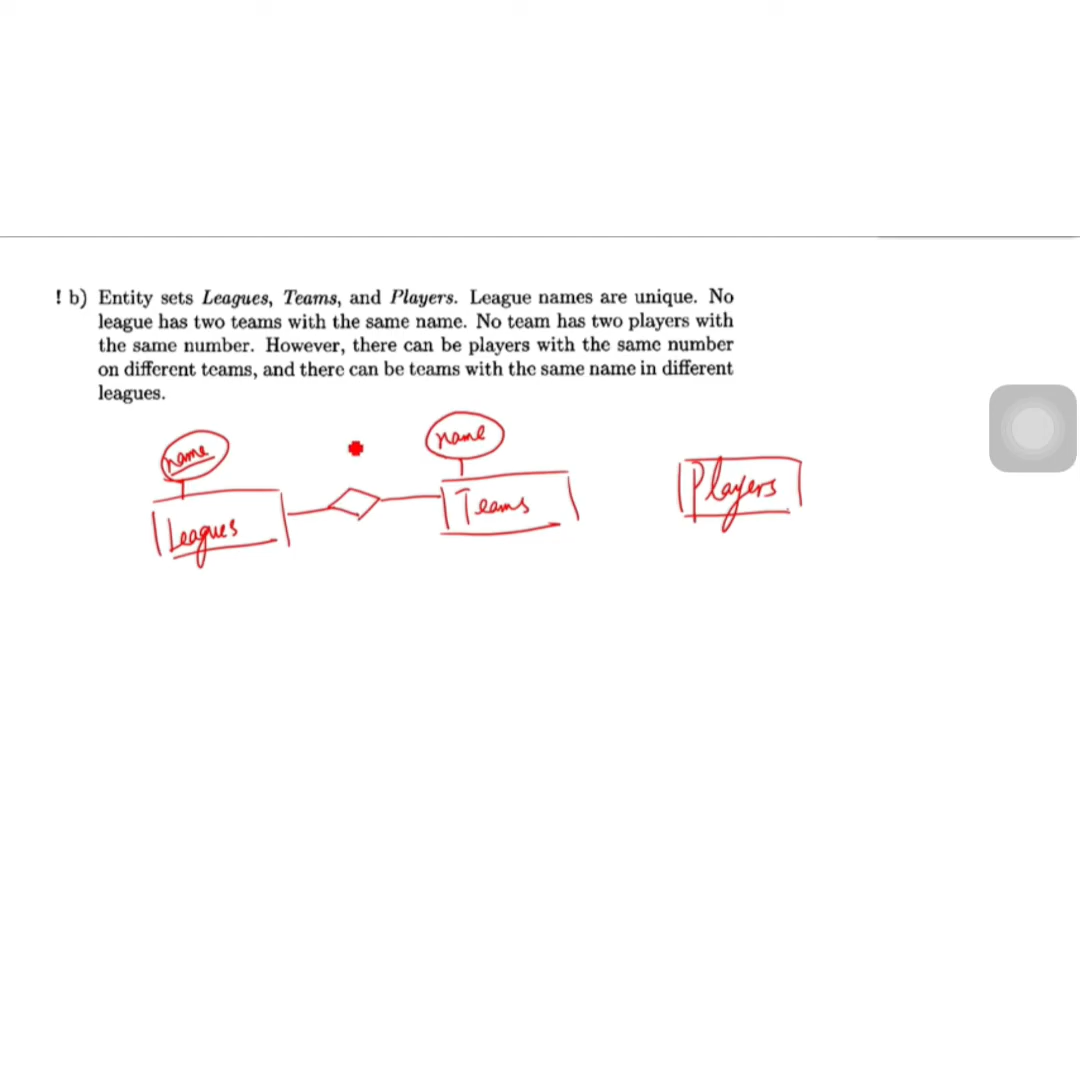 ! b) Entity sets Leagues, Teams, and Players. League names are unique. No
league has two teams with the same name. No team has two players with
the same number. However, there can be players with the same number
on different teams, and there can be teams with the same name in different
leagues.
name
name
Leagues
Teams
Players